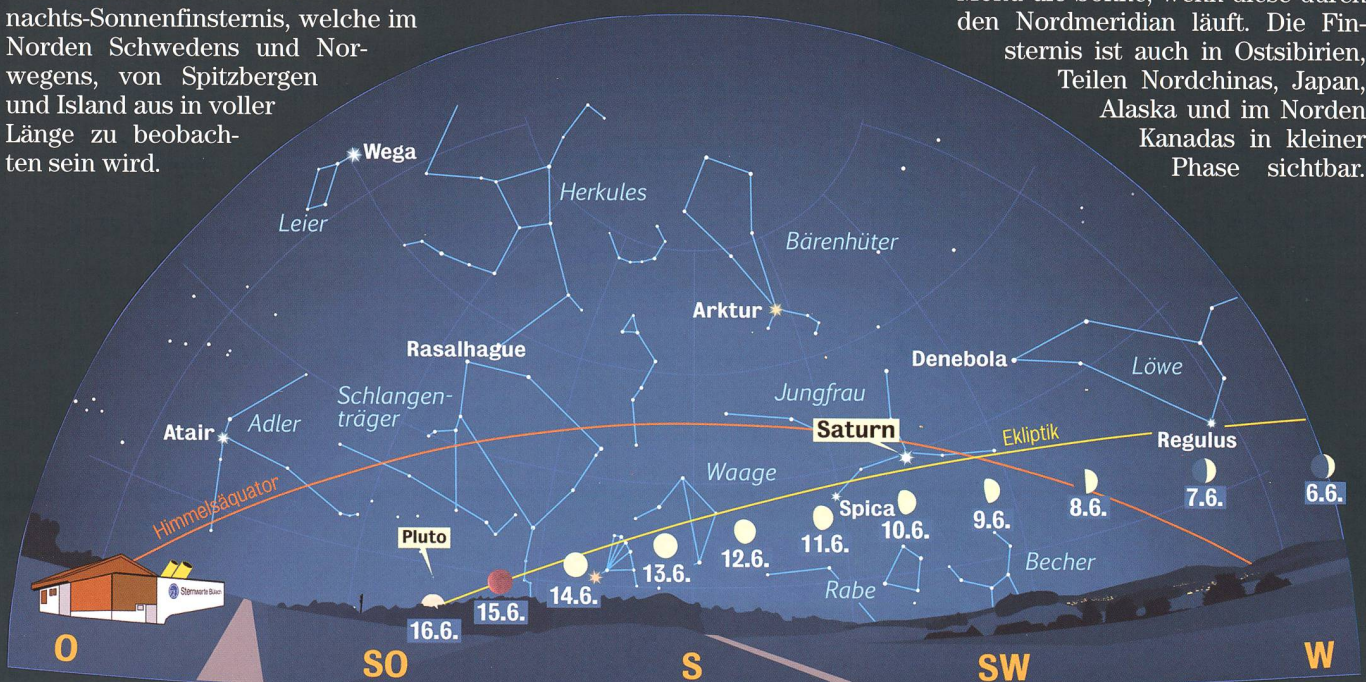 nachts-Sonnenfinsternis, welche im
Norden Schwedens und Nor-
wegens, von Spitzbergen
und Island aus in voller
Länge zu beobach-
ten sein wird.
den Nordmeridian läuft. Die Fin-
sternis ist auch in Ostsibirien,
Teilen Nordchinas, Japan,
Alaska und im Norden
Kanadas in kleiner
Phase sichtbar.
Wega
Leier
Herkules
Bärenhüter
Arktur
Rasalhague
Denebola
Löwe
Schlangen-
träger
Jungfrau
Adler
Atair
Saturn
Ekliptik
Regulus
Waage
Himmelsäquator
Spica
Pluto
6.6.
7.6.
8.6.
9.6.
10.6.
11.6.
12.6.
13.6.
14.6.
15.6.
16.6.
Becher
Rabe
Sternwarte Bülach
O
SO
S
SW
W